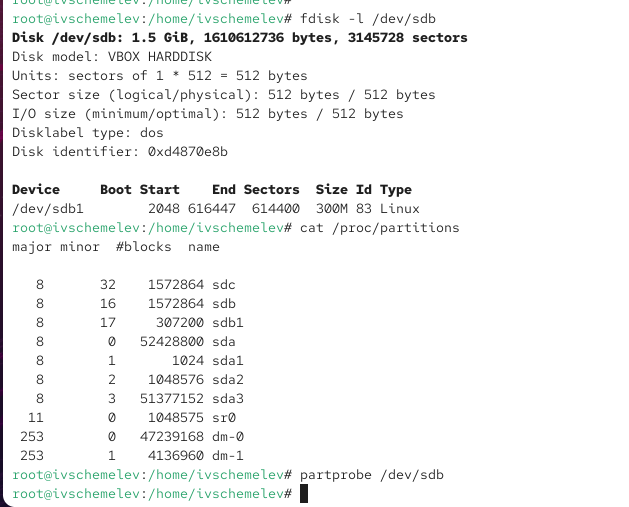 root@ivschemelev:/home/ivschemelev#
root@ivschemelev:/home/ivschemelev# fdisk -l /dev/sdb
Disk /dev/sdb: 1.5 GiB, 1610612736 bytes, 3145728 sectors
Disk model: VBOX HARDDISK
Units: sectors of 1 * 512 = 512 bytes
Sector size (logical/physical): 512 bytes / 512 bytes
I/O size (minimum/optimal): 512 bytes / 512 bytes
Disklabel type: dos
Disk identifier: 0xd4870e8b

Device     Boot Start    End Sectors  Size Id Type
/dev/sdb1        2048 616447  614400  300M 83 Linux
root@ivschemelev:/home/ivschemelev# cat /proc/partitions
major minor  #blocks  name

   8       32    1572864 sdc
   8       16    1572864 sdb
   8       17     307200 sdb1
   8        0   52428800 sda
   8        1       1024 sda1
   8        2    1048576 sda2
   8        3   51377152 sda3
  11        0    1048575 sr0
 253        0   47239168 dm-0
 253        1    4136960 dm-1
root@ivschemelev:/home/ivschemelev# partprobe /dev/sdb
root@ivschemelev:/home/ivschemelev#